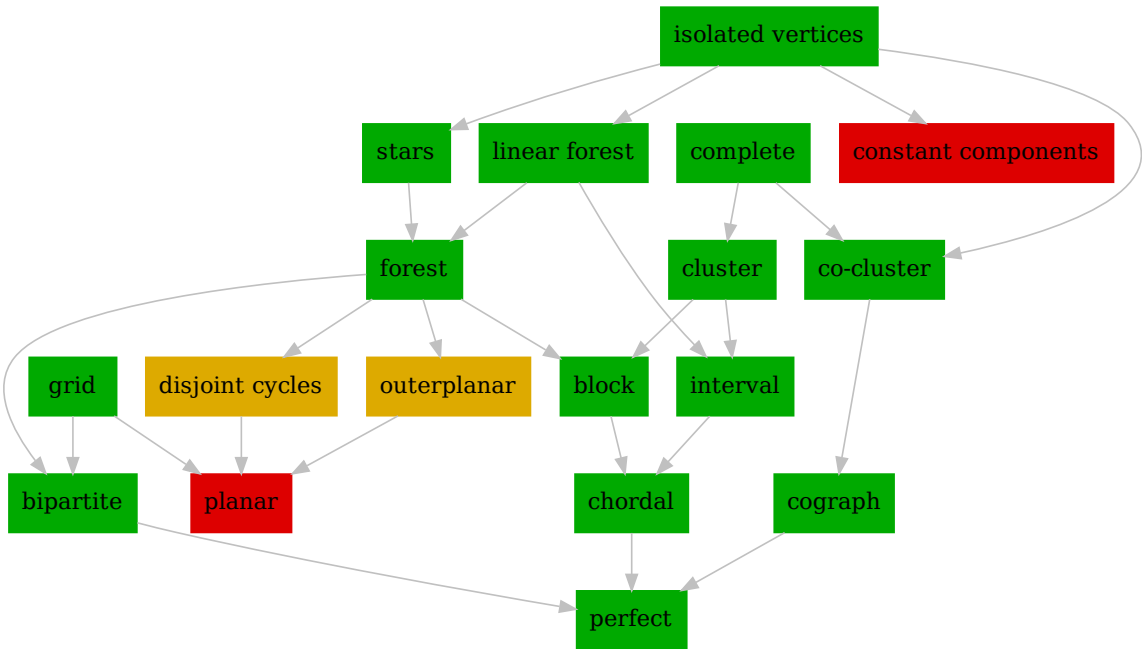 isolated vertices
stars
linear forest
complete
constant components
forest
cluster
co-cluster
grid
disjoint cycles
outerplanar
block
interval
bipartite
planar
chordal
cograph
perfect